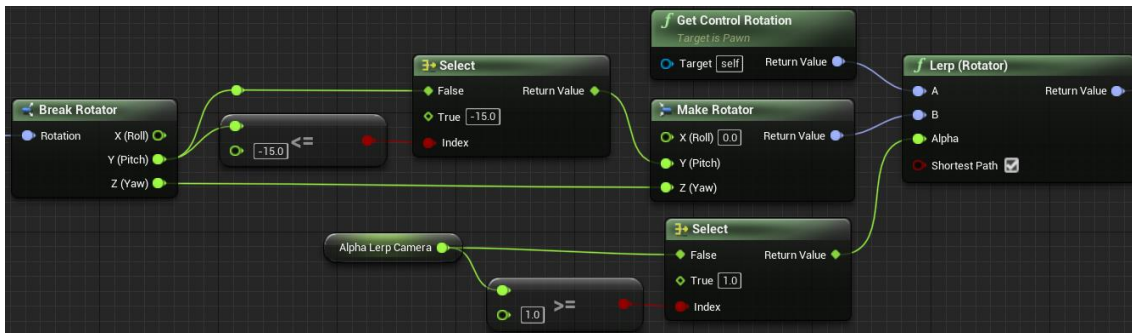 Get Control Rotation
Target is Pawn
Target self Return Value
Select
False Return Value
True -15.0
Index
Lerp (Rotator)
A Return Value
B
Alpha
Shortest Path
Break Rotator
Rotation X (Roll)
Y (Pitch)
Z (Yaw)
<=
-15.0
Make Rotator
X (Roll) 0.0 Return Value
Y (Pitch)
Z (Yaw)
Alpha Lerp Camera
Select
False Return Value
True 1.0
Index
>=
1.0